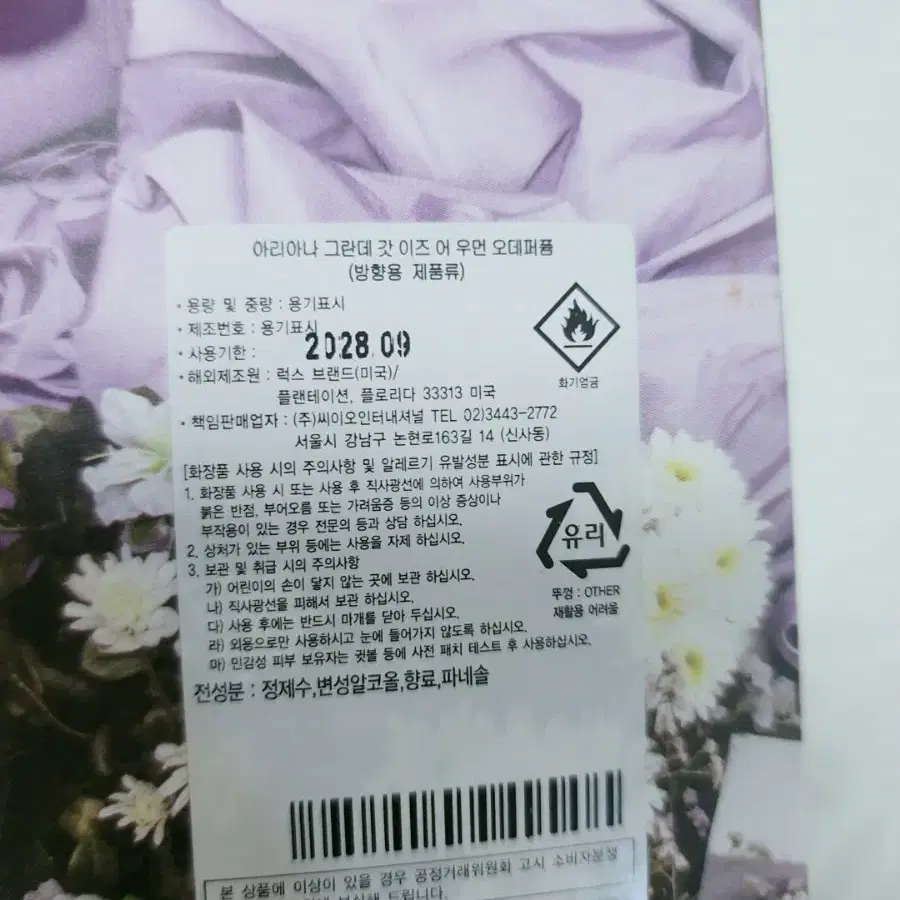 아리아나 그란데 갓 이즈 어 우먼 오데퍼퓸
(방향용 제품류)
• 용량 및 중량 : 용기표시
• 제조번호 : 용기표시
• 사용기한 : 2028.09
• 해외제조원 : 럭스 브랜드(미국)/
플랜테이션, 플로리다 33313 미국
• 책임판매업자 : (주)씨이오인터내셔널 TEL 02)3443-2772
서울시 강남구 논현로163길 14 (신사동)
화기엄금
[화장품 사용 시의 주의사항 및 알레르기 유발성분 표시에 관한 규정]
1. 화장품 사용 시 또는 사용 후 직사광선에 의하여 사용부위가
붉은 반점, 부어오름 또는 가려움증 등의 이상 증상이나
부작용이 있는 경우 전문의 등과 상담 하십시오.
2. 상처가 있는 부위 등에는 사용을 자제 하십시오.
3. 보관 및 취급 시의 주의사항
가) 어린이의 손이 닿지 않는 곳에 보관 하십시오.
나) 직사광선을 피해서 보관 하십시오.
다) 사용 후에는 반드시 마개를 닫아 두십시오.
라) 외용으로만 사용하시고 눈에 들어가지 않도록 하십시오.
마) 민감성 피부 보유자는 귓볼 등에 사전 패치 테스트 후 사용하십시오.
유리
뚜껑 : OTHER
재활용 어려움
전성분 : 정제수,변성알코올,향료,파네솔
본 상품에 이상이 있을 경우 공정거래위원회 고시 소비자분쟁
드립니다.